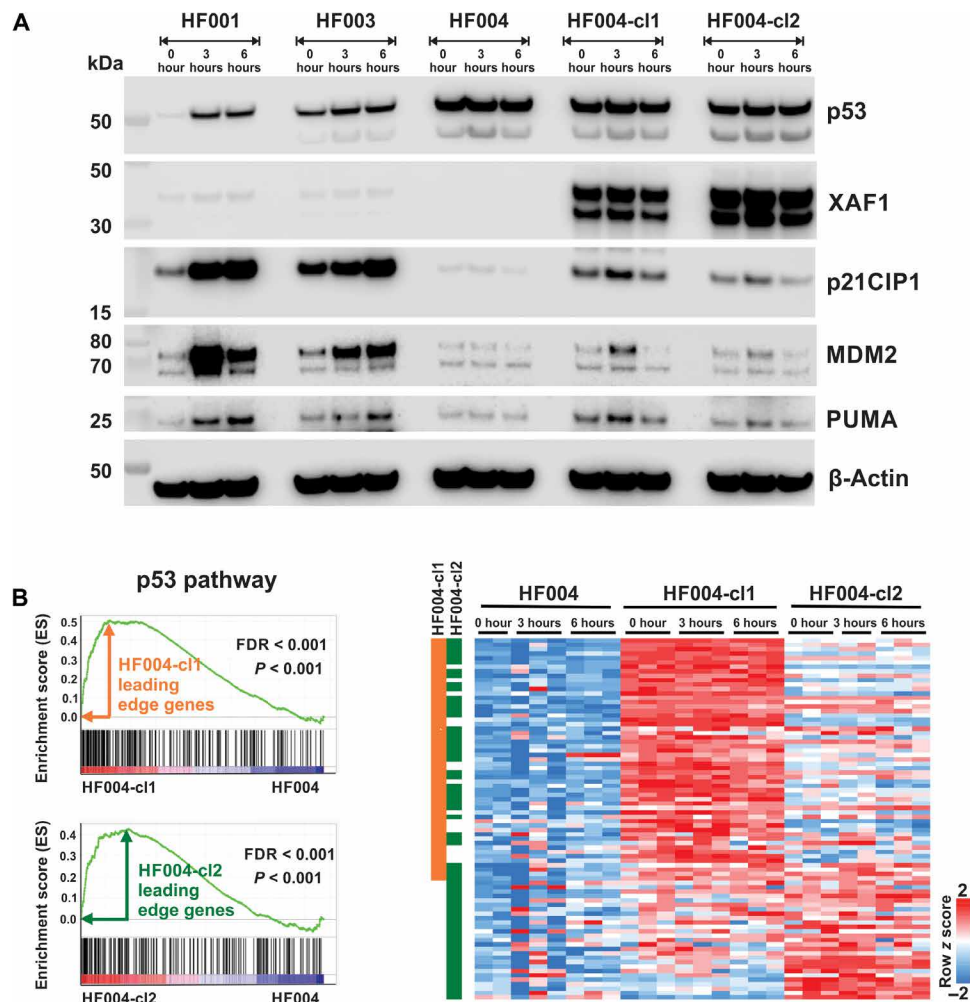 A
HF001 HF003 HF004 HF004-cl1 HF004-cl2
0 3 6 0 3 6 0 3 6 0 3 6 0 3 6
kDa hour hours hours hour hours hours hour hours hours hour hours hours hour hours hours
50 p53
50
30 XAF1
15 p21CIP1
80
70 MDM2
25 PUMA
50 β-Actin
B
p53 pathway
Enrichment score (ES)
0.5
0.4
0.3
0.2
0.1
0.0
FDR < 0.001
P < 0.001
HF004-cl1
leading
edge genes
HF004-cl1 HF004
Enrichment score (ES)
0.4
0.3
0.2
0.1
0.0
FDR < 0.001
P < 0.001
HF004-cl2
leading
edge genes
HF004-cl2 HF004
HF004-cl1
HF004-cl2
HF004 HF004-cl1 HF004-cl2
0 hour 3 hours 6 hours 0 hour 3 hours 6 hours 0 hour 3 hours 6 hours
2
Row z score
−2